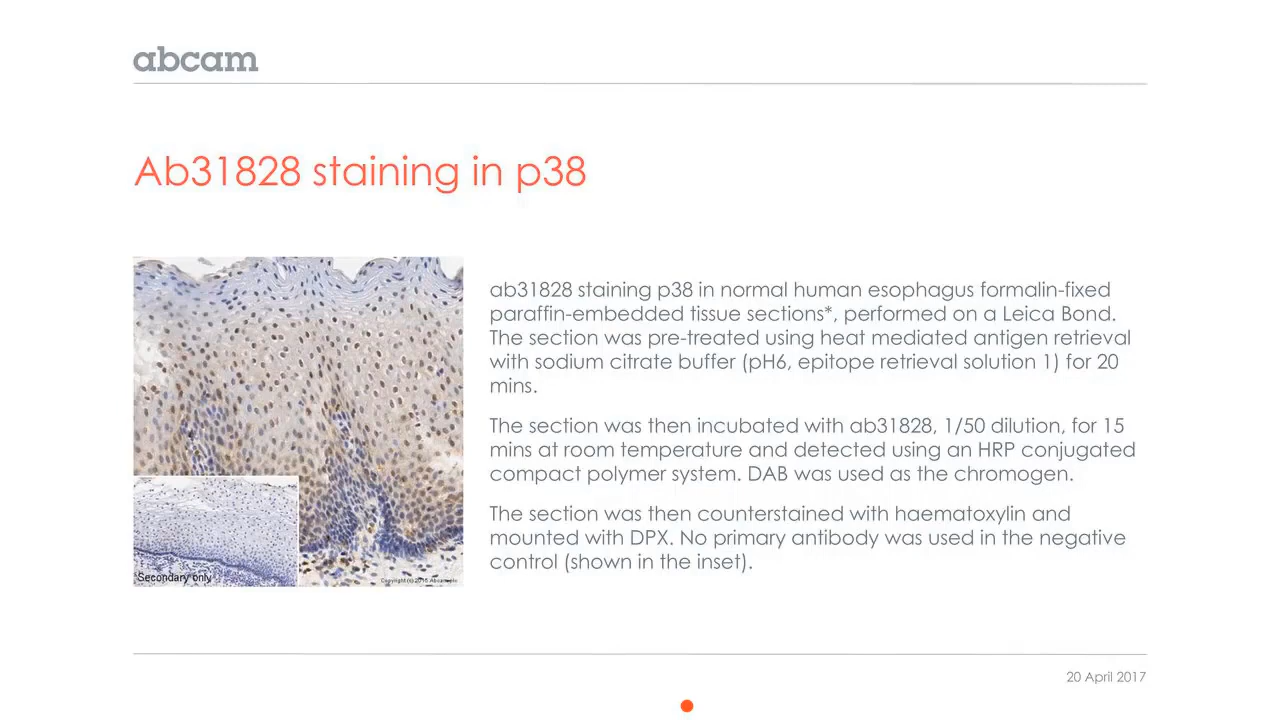 abcam
Ab31828 staining in p38
ab31828 staining p38 in normal human esophagus formalin-fixed
paraffin-embedded tissue sections*, performed on a Leica Bond.
The section was pre-treated using heat mediated antigen retrieval
with sodium citrate buffer (pH6, epitope retrieval solution 1) for 20
mins.
The section was then incubated with ab31828, 1/50 dilution, for 15
mins at room temperature and detected using an HRP conjugated
compact polymer system. DAB was used as the chromogen.
The section was then counterstained with haematoxylin and
mounted with DPX. No primary antibody was used in the negative
control (shown in the inset).
Secondary only
Copyright (c) 2015 Abcam plc
20 April 2017